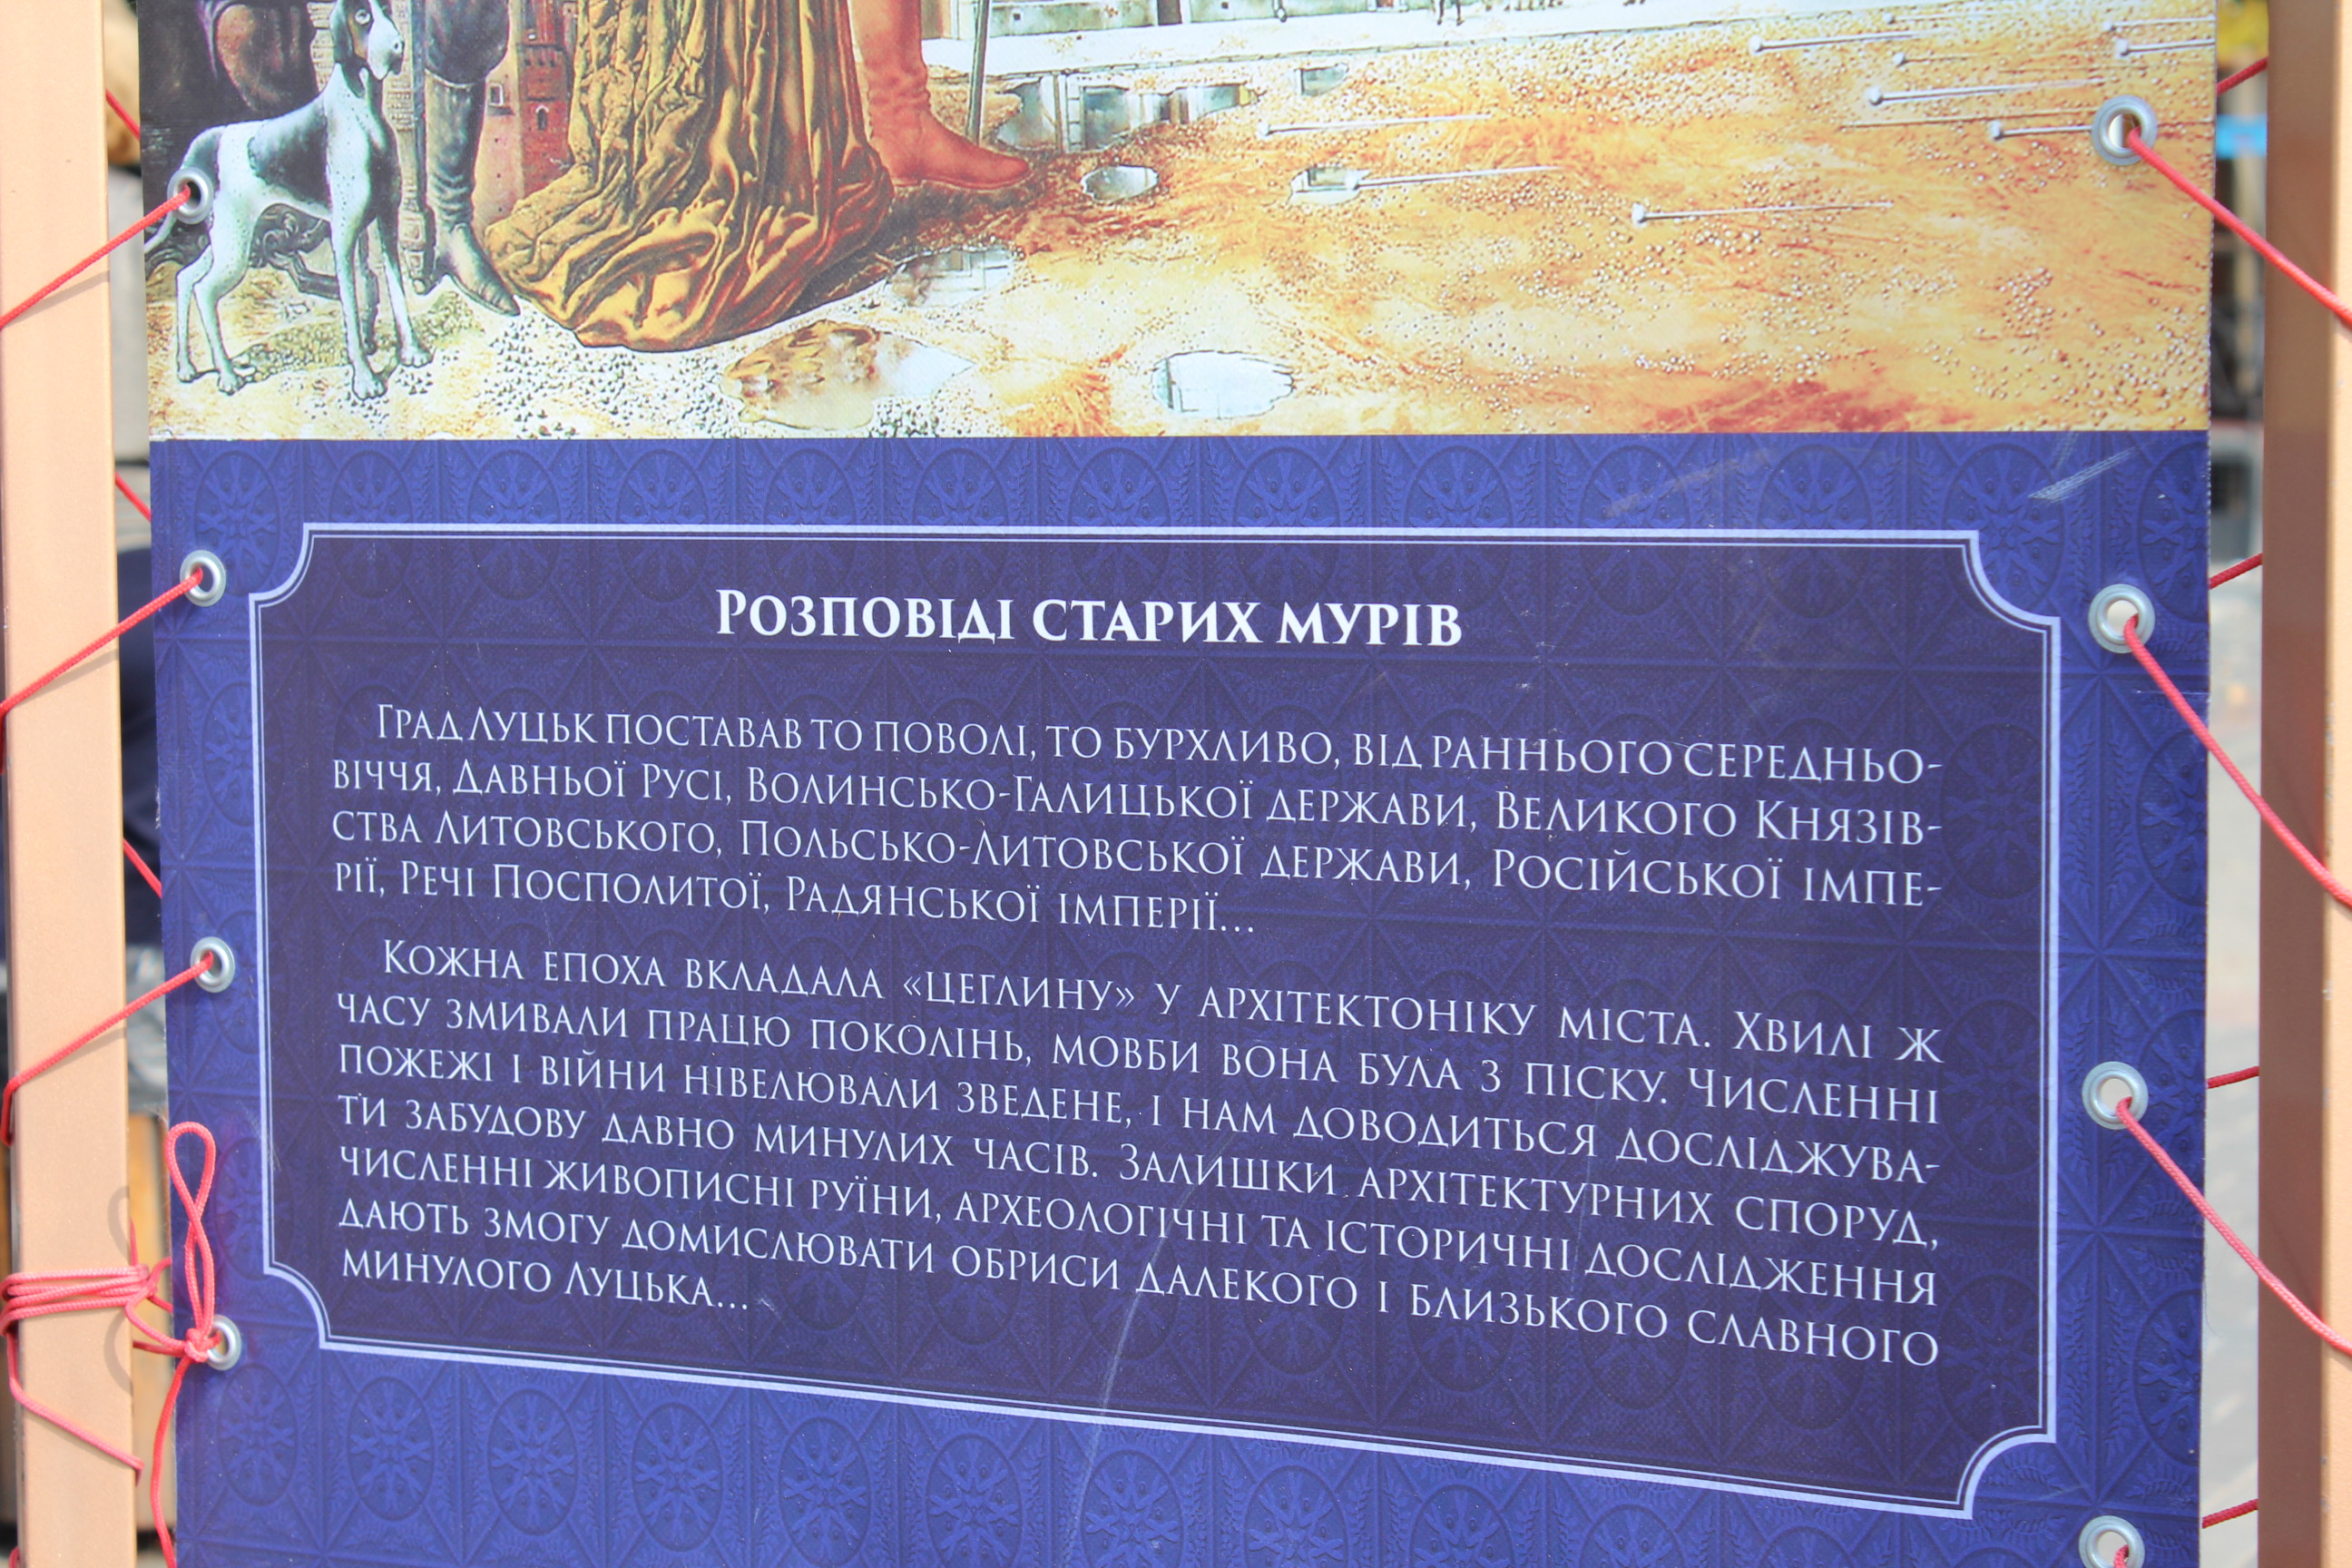 Розповіді старих мурів
Град Луцьк поставав то поволі, то бурхливо, від раннього середньо-
віччя, Давньої Русі, Волинсько-Галицької держави, Великого Князів-
ства Литовського, Польсько-Литовської держави, Російської імпе-
рії, Речі Посполитої, Радянської імперії...
Кожна епоха вкладала «цеглину» у архітектоніку міста. Хвилі ж
часу змивали працю поколінь, мовби вона була з піску. Численні
пожежі і війни нівелювали зведене, і нам доводиться досліджува-
ти забудову давно минулих часів. Залишки архітектурних споруд,
численні живописні руїни, археологічні та історичні дослідження
дають змогу домислювати обриси далекого і близького славного
минулого Луцька...